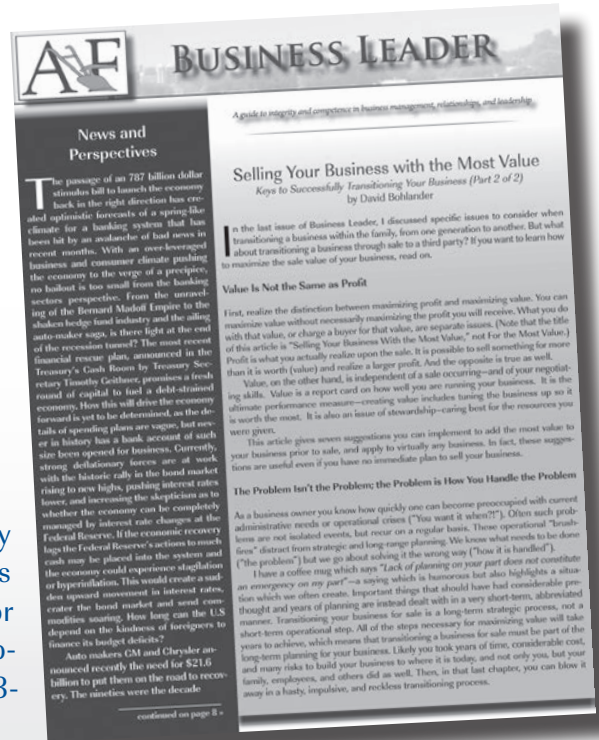 AF
BUSINESS LEADER
A guide to integrity and competence in business management, relationships, and leadership
News and
Perspectives
The passage of an 787 billion dollar
stimulus bill to launch the economy
back in the right direction has cre-
ated optimistic forecasts of a spring-like
climate for a banking system that has
been hit by an avalanche of bad news in
recent months. With an over-leveraged
business and consumer climate pushing
the economy to the verge of a precipice,
no bailout is too small from the banking
sectors perspective. From the unravel-
ing of the Bernard Madoff Empire to the
shaken hedge fund industry and the ailing
auto-maker saga, is there light at the end
of the recession tunnel? The most recent
financial rescue plan, announced in the
Treasury's Cash Room by Treasury Sec-
retary Timothy Geithner, promises a fresh
round of capital to fuel a debt-strained
economy. How this will drive the economy
forward is yet to be determined, as the de-
tails of spending plans are vague, but nev-
er in history has a bank account of such
size been opened for business. Currently,
strong deflationary forces are at work
with the historic rally in the bond market
rising to new highs, pushing interest rates
lower, and increasing the skepticism as to
whether the economy can be completely
managed by interest rate changes at the
Federal Reserve. If the economic recovery
lags the Federal Reserve's actions to much
cash may be placed into the system and
the economy could experience stagflation
or hyperinflation. This would create a sud-
den upward movement in interest rates,
crater the bond market and send com-
modities soaring. How long can the U.S
depend on the kindness of foreigners to
finance its budget deficits?
Auto makers GM and Chrysler an-
nounced recently the need for $21.6
billion to put them on the road to recov-
ery. The nineties were the decade
continued on page 8 »
Selling Your Business with the Most Value
Keys to Successfully Transitioning Your Business (Part 2 of 2)
by David Bohlander
In the last issue of Business Leader, I discussed specific issues to consider when
transitioning a business within the family, from one generation to another. But what
about transitioning a business through sale to a third party? If you want to learn how
to maximize the sale value of your business, read on.
Value Is Not the Same as Profit
First, realize the distinction between maximizing profit and maximizing value. You can
maximize value without necessarily maximizing the profit you will receive. What you do
with that value, or charge a buyer for that value, are separate issues. (Note that the title
of this article is "Selling Your Business With the Most Value," not For the Most Value.)
Profit is what you actually realize upon the sale. It is possible to sell something for more
than it is worth (value) and realize a larger profit. And the opposite is true as well.
Value, on the other hand, is independent of a sale occurring—and of your negotiat-
ing skills. Value is a report card on how well you are running your business. It is the
ultimate performance measure—creating value includes tuning the business up so it
is worth the most. It is also an issue of stewardship—caring best for the resources you
were given.
This article gives seven suggestions you can implement to add the most value to
your business prior to sale, and apply to virtually any business. In fact, these sugges-
tions are useful even if you have no immediate plan to sell your business.
The Problem Isn't the Problem; the Problem is How You Handle the Problem
As a business owner you know how quickly one can become preoccupied with current
administrative needs or operational crises ("You want it when?!"). Often such prob-
lems are not isolated events, but recur on a regular basis. These operational "brush-
fires" distract from strategic and long-range planning. We know what needs to be done
("the problem") but we go about solving it the wrong way ("how it is handled").
I have a coffee mug which says "Lack of planning on your part does not constitute
an emergency on my part"—a saying which is humorous but also highlights a situa-
tion which we often create. Important things that should have had considerable pre-
thought and years of planning are instead dealt with in a very short-term, abbreviated
manner. Transitioning your business for sale is a long-term strategic process, not a
short-term operational step. All of the steps necessary for maximizing value will take
years to achieve, which means that transitioning a business for sale must be part of the
long-term planning for your business. Likely you took years of time, considerable cost,
and many risks to build your business to where it is today, and not only you, but your
family, employees, and others did as well. Then, in that last chapter, you can blow it
away in a hasty, impulsive, and reckless transitioning process.
y
s
or
o-
3-